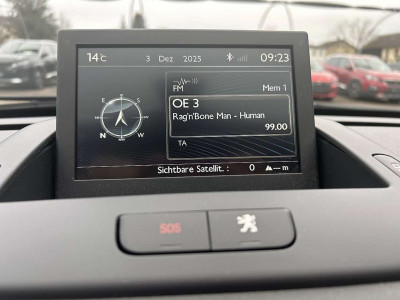 14°C 3 Dez 2025 09:23
FM Mem 1
OE 3
Rag'n'Bone Man - Human
99.00
TA
E S
N W
Sichtbare Satellit. : 0 --- m
SOS